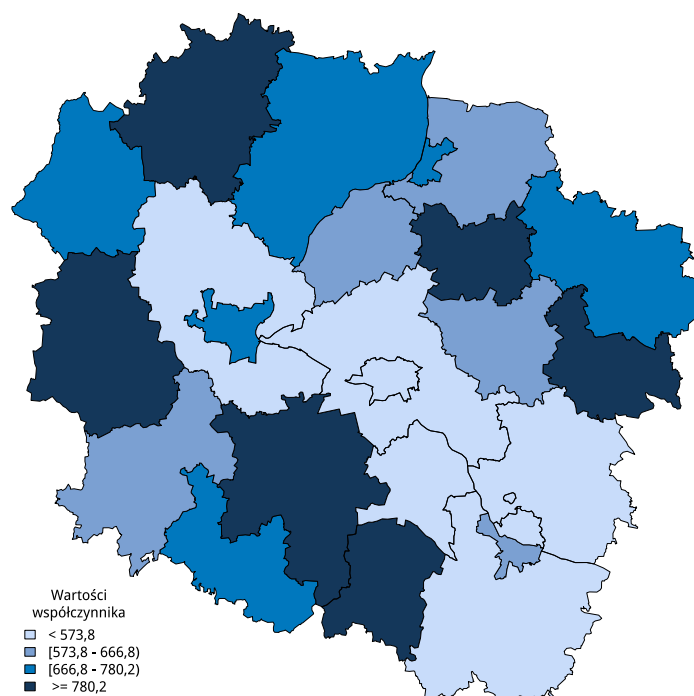 Wartości
współczynnika
< 573,8
[573,8 - 666,8)
[666,8 - 780,2)
>= 780,2